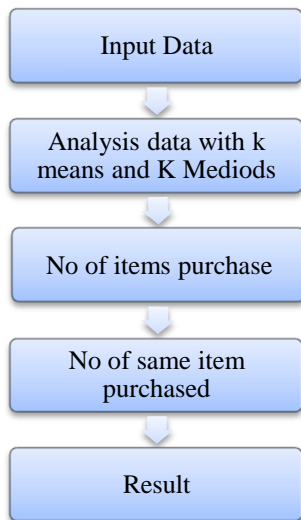 Input Data
Analysis data with k
means and K Mediods
No of items purchase
No of same item
purchased
Result